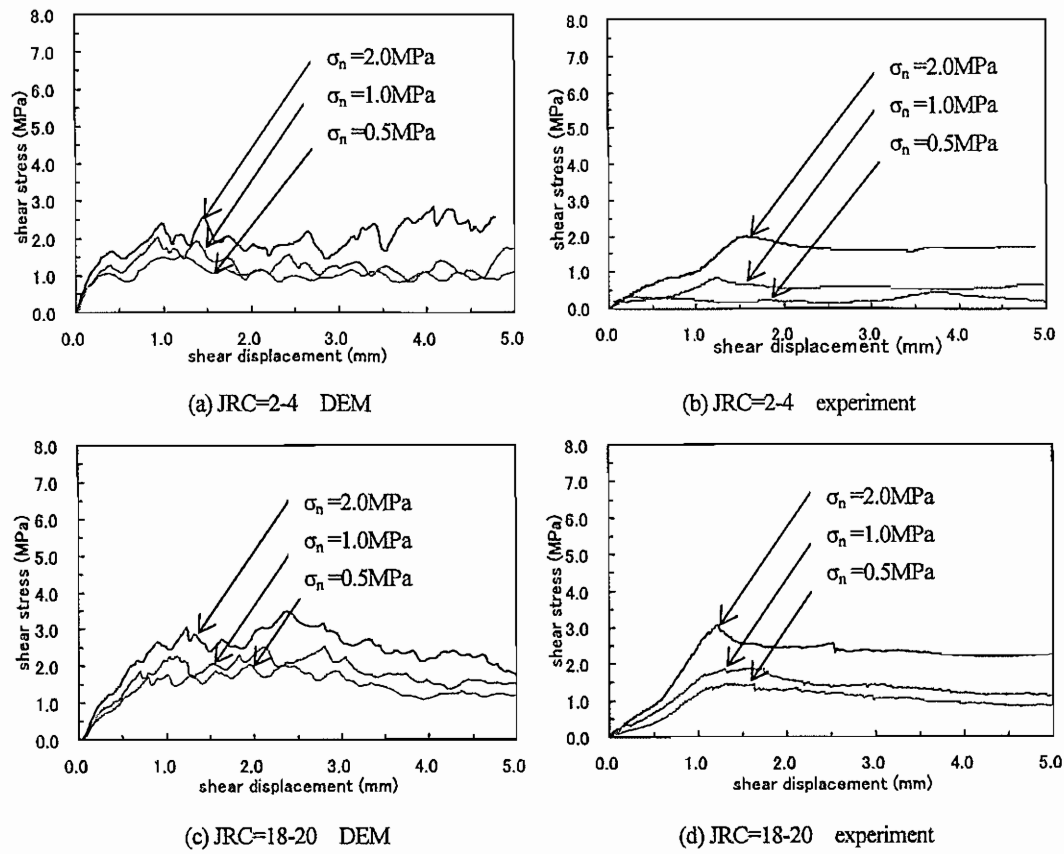 8.0
7.0
6.0
5.0
4.0
3.0
2.0
1.0
0.0
shear stress (MPa)
σn =2.0MPa
σn =1.0MPa
σn =0.5MPa
0.0 1.0 2.0 3.0 4.0 5.0
shear displacement (mm)
(a) JRC=2-4 DEM
8.0
7.0
6.0
5.0
4.0
3.0
2.0
1.0
0.0
shear stress (MPa)
σn =2.0MPa
σn =1.0MPa
σn =0.5MPa
0.0 1.0 2.0 3.0 4.0 5.0
shear displacement (mm)
(b) JRC=2-4 experiment
8.0
7.0
6.0
5.0
4.0
3.0
2.0
1.0
0.0
shear stress (MPa)
σn =2.0MPa
σn =1.0MPa
σn =0.5MPa
0.0 1.0 2.0 3.0 4.0 5.0
shear displacement (mm)
(c) JRC=18-20 DEM
8.0
7.0
6.0
5.0
4.0
3.0
2.0
1.0
0.0
shear stress (MPa)
σn =2.0MPa
σn =1.0MPa
σn =0.5MPa
0.0 1.0 2.0 3.0 4.0 5.0
shear displacement (mm)
(d) JRC=18-20 experiment